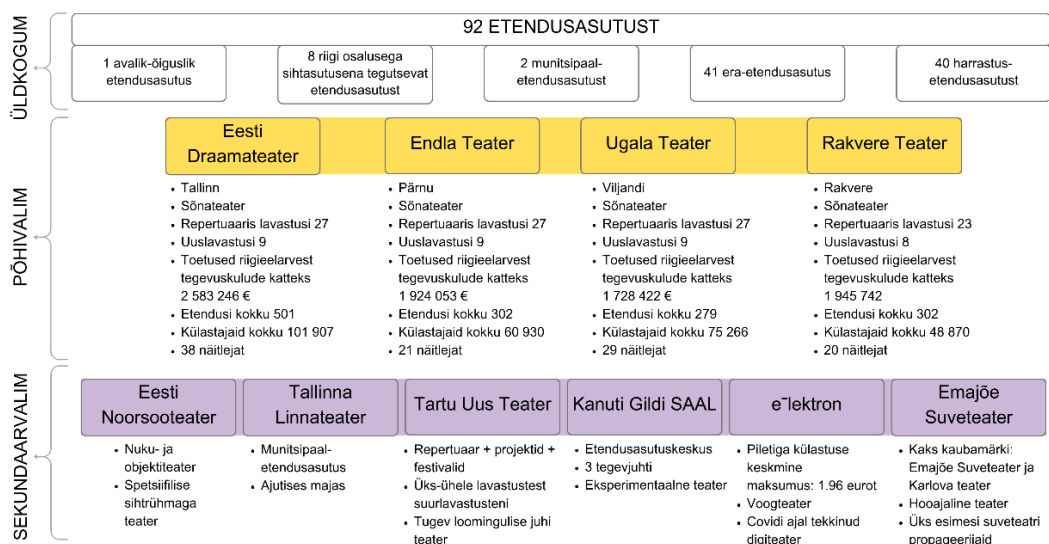 ÜLDKOGUM
92 ETENDUSASUTUST
1 avalik-õiguslik
etendusasutus
8 riigi osalusega
sihtasutusena tegutsevat
etendusasutust
2 munitsipaal-
etendusasutust
41 era-etendusasutus
40 harrastus-
etendusasutust
PÕHIVALIM
Eesti
Draamateater
• Tallinn
• Sõnateater
• Repertuaaris lavastusi 27
• Uuslavastusi 9
• Toetused riigieelarvest
tegevuskulude katteks
2 583 246 €
• Etendusi kokku 501
• Külastajaid kokku 101 907
• 38 näitlejat
Endla Teater
• Pärnu
• Sõnateater
• Repertuaaris lavastusi 27
• Uuslavastusi 9
• Toetused riigieelarvest
tegevuskulude katteks
1 924 053 €
• Etendusi kokku 302
• Külastajaid kokku 60 930
• 21 näitlejat
Ugala Teater
• Viljandi
• Sõnateater
• Repertuaaris lavastusi 27
• Uuslavastusi 9
• Toetused riigieelarvest
tegevuskulude katteks
1 728 422 €
• Etendusi kokku 279
• Külastajaid kokku 75 266
• 29 näitlejat
Rakvere Teater
• Rakvere
• Sõnateater
• Repertuaaris lavastusi 23
• Uuslavastusi 8
• Toetused riigieelarvest
tegevuskulude katteks
1 945 742
• Etendusi kokku 302
• Külastajaid kokku 48 870
• 20 näitlejat
SEKUNDAARVALIM
Eesti
Noorsooteater
• Nuku- ja
objektiteater
• Spetsiifilise
sihtrühmaga
teater
Tallinna
Linnateater
• Munitsipaal-
etendusasutus
• Ajutises majas
Tartu Uus Teater
• Repertuaar + projektid +
festivalid
• Üks-ühele lavastustest
suurlavastusteni
• Tugev loomingulise juhi
teater
Kanuti Gildi SAAL
• Etendusasutuskeskus
• 3 tegevjuhti
• Eksperimentaalne teater
e⁻lektron
• Piletiga külastuse
keskmine
maksumus: 1.96 eurot
• Voogteater
• Covidi ajal tekkinud
digiteater
Emajõe
Suveteater
• Kaks kaubamärki:
Emajõe Suveteater ja
Karlova teater
• Hooajaline teater
• Üks esimesi suveteatri
propageerijaid